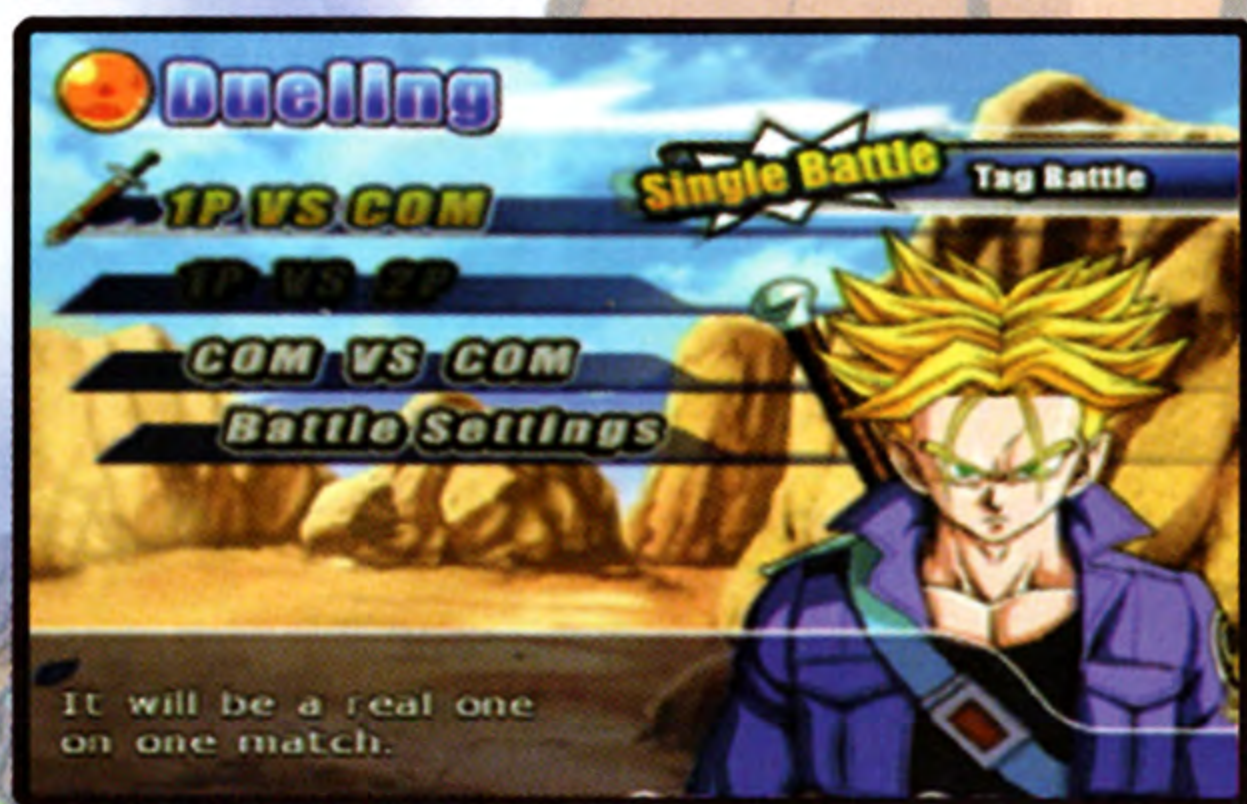 Dueling
Single Battle
Tag Battle
1P VS COM
1P VS 2P
COM VS COM
Battle Settings
It will be a real one
on one match.